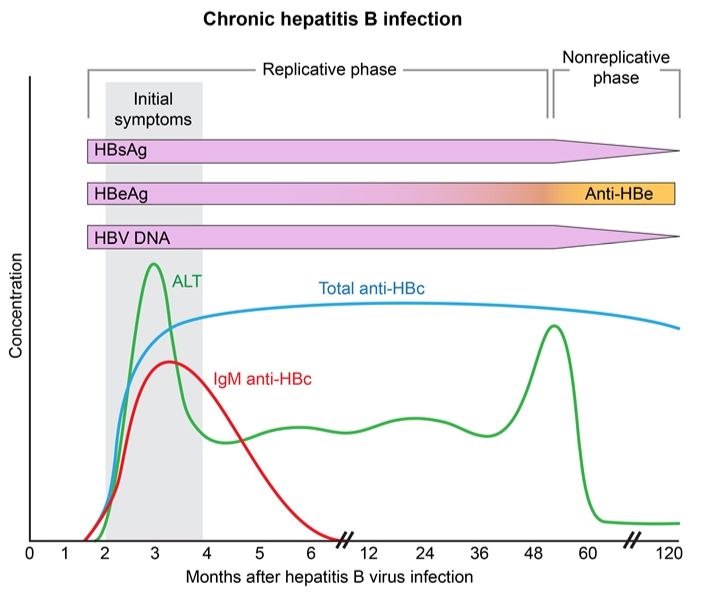 Chronic hepatitis B infection
Replicative phase
Nonreplicative
phase
Initial
symptoms
HBsAg
HBeAg
Anti-HBe
HBV DNA
ALT
Total anti-HBc
IgM anti-HBc
Concentration
0 1 2 3 4 5 6 12 24 36 48 60 120
Months after hepatitis B virus infection